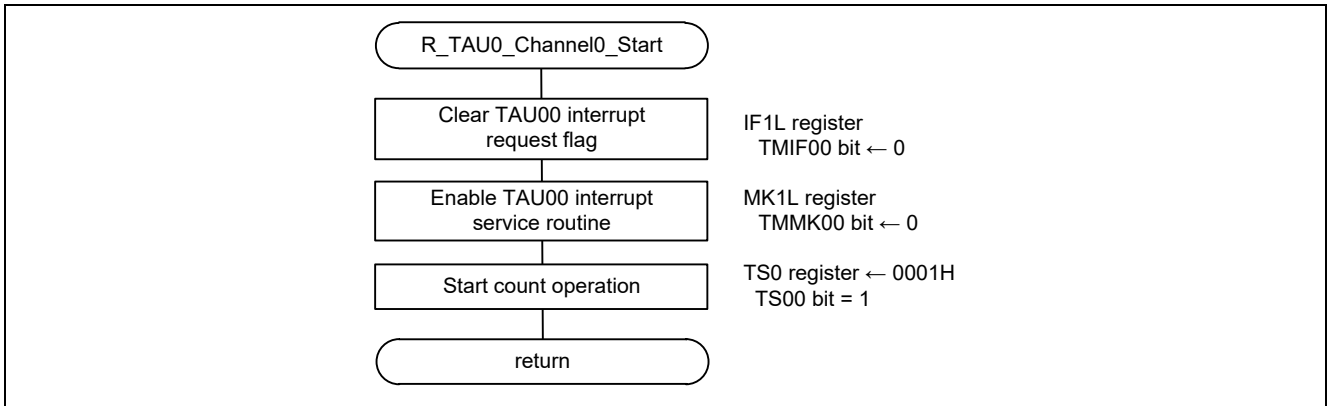 R_TAU0_Channel0_Start
Clear TAU00 interrupt
request flag
IF1L register
TMIF00 bit ← 0
Enable TAU00 interrupt
service routine
MK1L register
TMMK00 bit ← 0
Start count operation
TS0 register ← 0001H
TS00 bit = 1
return